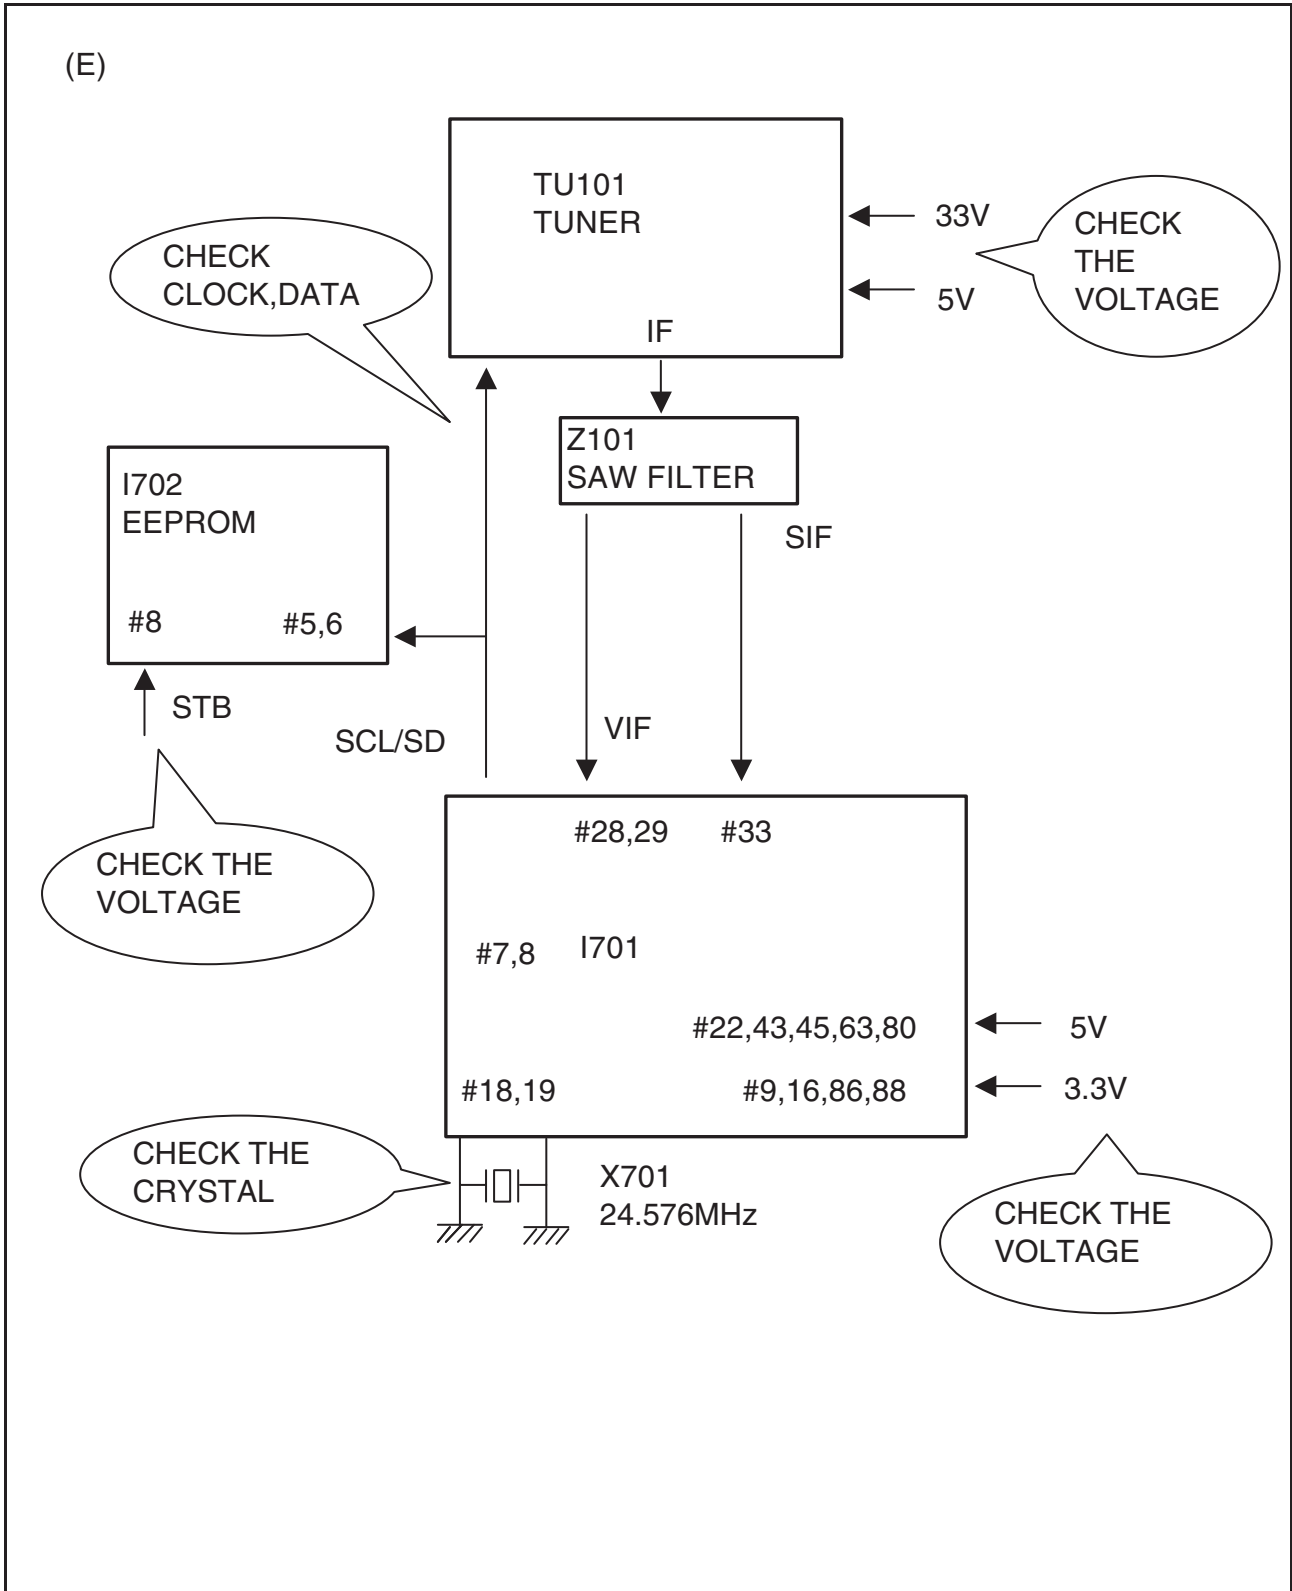 (E)
TU101
TUNER
33V
5V
CHECK
THE
VOLTAGE
CHECK
CLOCK,DATA
IF
Z101
SAW FILTER
I702
EEPROM
#8
#5,6
SIF
STB
SCL/SD
VIF
CHECK THE
VOLTAGE
#28,29
#33
#7,8
I701
#22,43,45,63,80
5V
#18,19
#9,16,86,88
3.3V
CHECK THE
CRYSTAL
X701
24.576MHz
CHECK THE
VOLTAGE